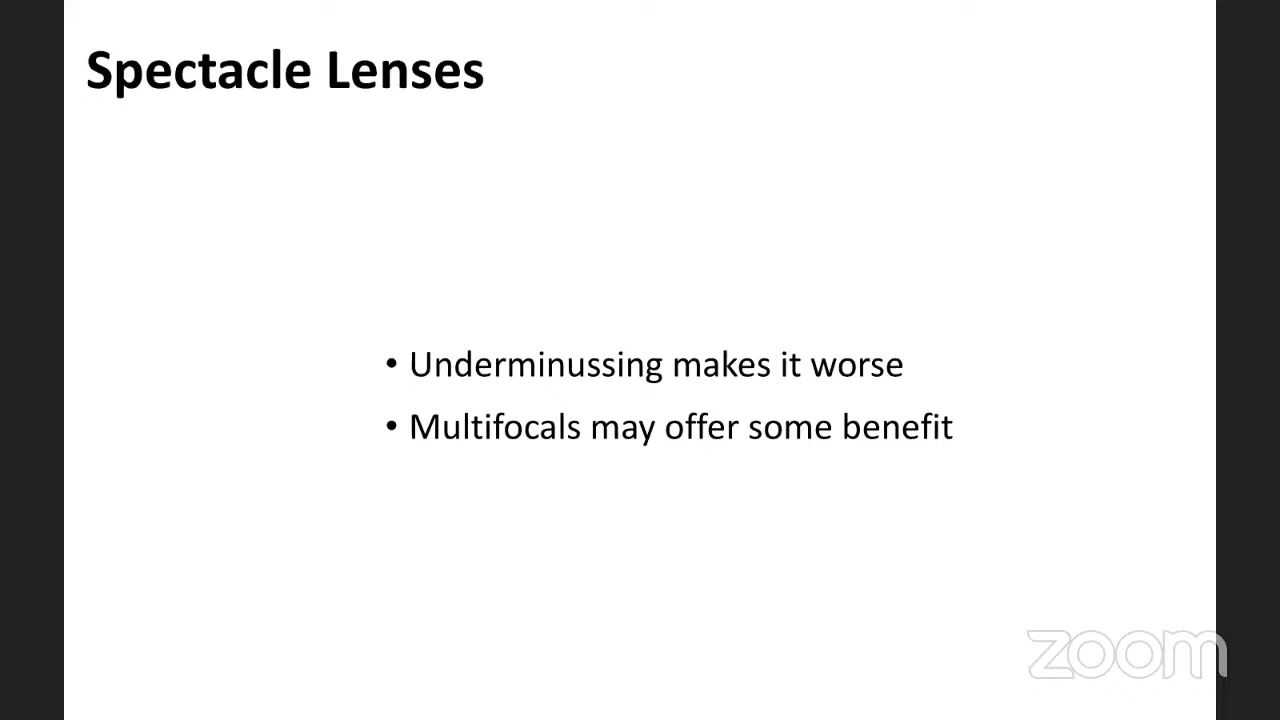 Spectacle Lenses
• Underminussing makes it worse
• Multifocals may offer some benefit
zoom